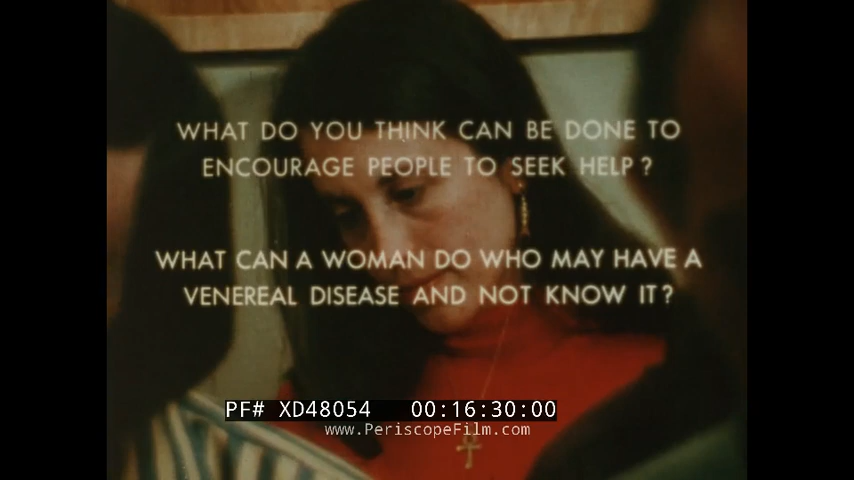 WHAT DO YOU THINK CAN BE DONE TO
ENCOURAGE PEOPLE TO SEEK HELP?
WHAT CAN A WOMAN DO WHO MAY HAVE A
VENEREAL DISEASE AND NOT KNOW IT?
PF# XD48054 00:16:30:00
www.PeriscopeFilm.com